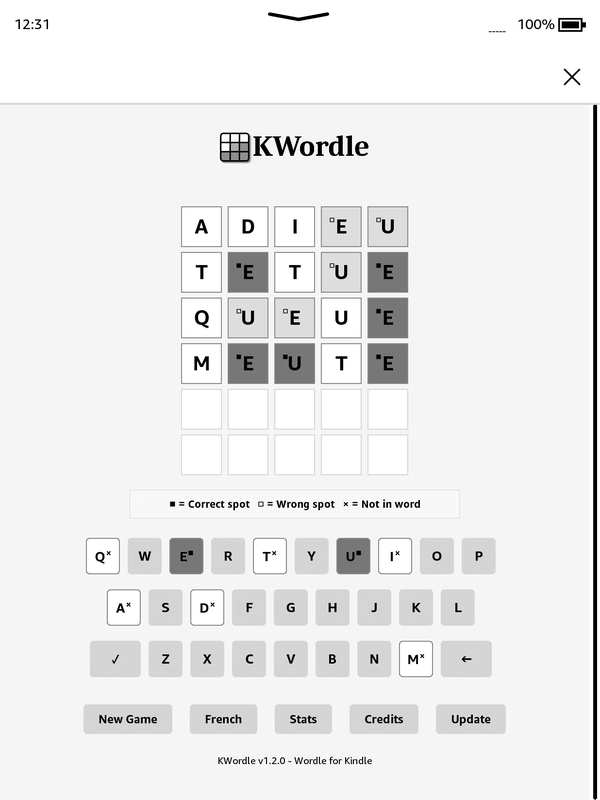 12:31
100%
KWordle
A D I E U
T E T U E
Q U E U E
M E U T E
■ = Correct spot □ = Wrong spot × = Not in word
Q× W E■ R T× Y U■ I× O P
A× S D× F G H J K L
✓ Z X C V B N M× ←
New Game French Stats Credits Update
KWordle v1.2.0 - Wordle for Kindle